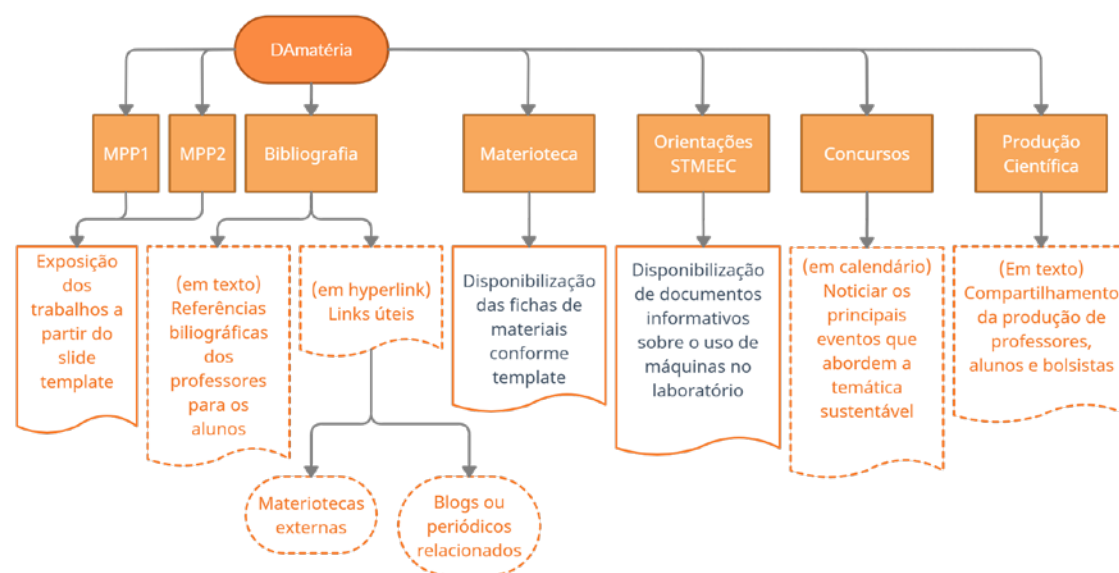 DAmatéria
MPP1
MPP2
Bibliografia
Materioteca
Orientações
STMEEC
Concursos
Produção
Científica
Exposição
dos
trabalhos a
partir do
slide
template
(em texto)
Referências
biliográficas
dos
professores
para os
alunos
(em hyperlink)
Links úteis
Disponibilização
das fichas de
materiais
conforme
template
Disponibilização
de documentos
informativos
sobre o uso de
máquinas no
laboratório
(em calendário)
Noticiar os
principais
eventos que
abordem a
temática
sustentável
(Em texto)
Compartilhamento
da produção de
professores,
alunos e bolsistas
Materiotecas
externas
Blogs ou
periódicos
relacionados